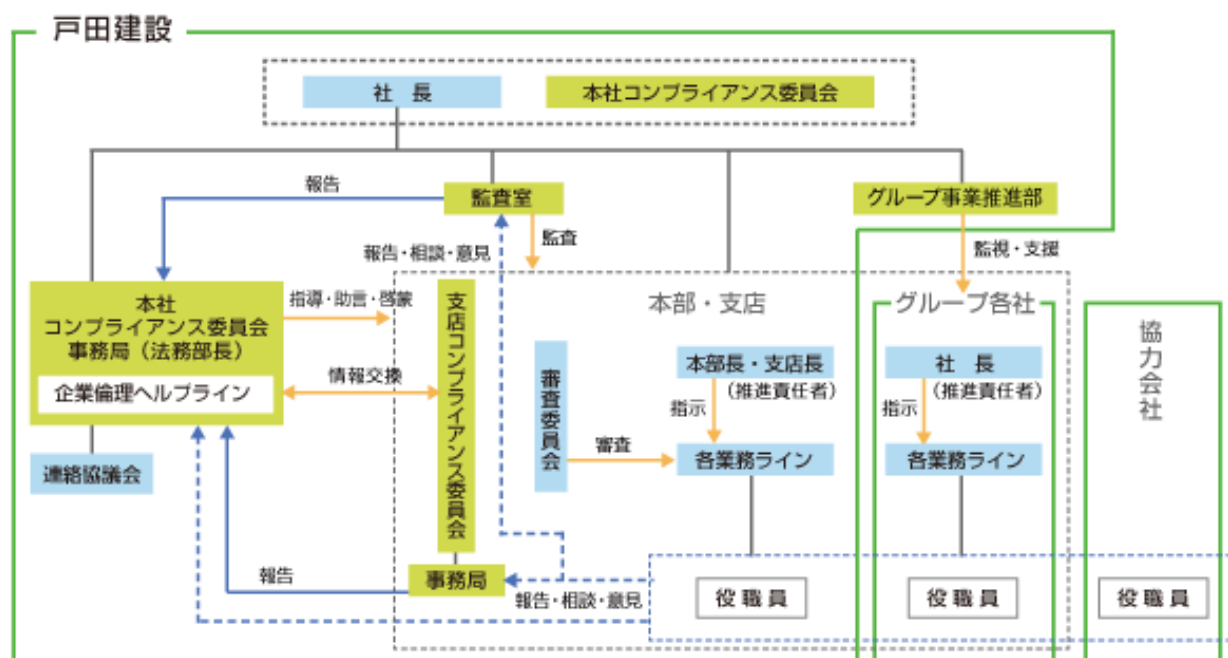 戸田建設
社 長
本社コンプライアンス委員会
報告
監査室
グループ事業推進部
監査
監視・支援
報告・相談・意見
本社
コンプライアンス委員会
事務局（法務部長）
企業倫理ヘルプライン
指導・助言・啓蒙
情報交換
支店コンプライアンス委員会
本部・支店
グループ各社
協力会社
審査委員会
本部長・支店長
（推進責任者）
指示
社 長
（推進責任者）
指示
審査
各業務ライン
各業務ライン
連絡協議会
報告
事務局
報告・相談・意見
役職員
役職員
役職員